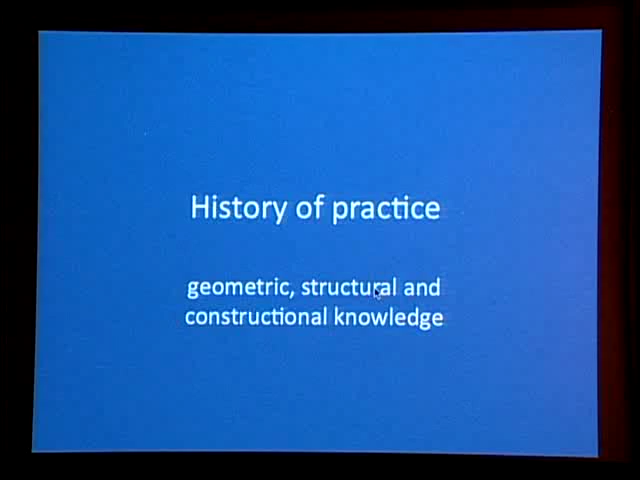 History of practice
geometric, structural and
constructional knowledge